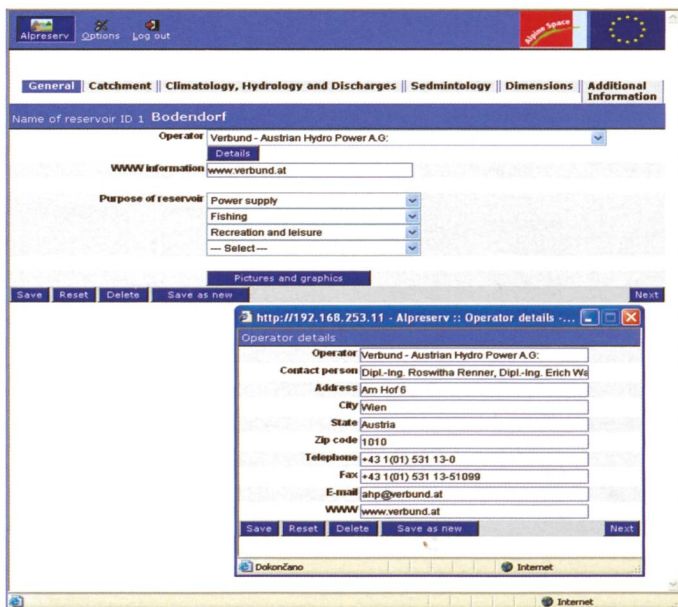 Alpreserv Options Log out
Alpine Space
General Catchment Climatology, Hydrology and Discharges Sedmintology Dimensions Additional Information
Name of reservoir ID 1 Bodendorf
Operator Verbund - Austrian Hydro Power A.G:
Details
WWW information www.verbund.at
Purpose of reservoir Power supply
Fishing
Recreation and leisure
--- Select ---
Pictures and graphics
Save Reset Delete Save as new Next
http://192.168.253.11 - Alpreserv :: Operator details -...
Operator details
Operator Verbund - Austrian Hydro Power A.G:
Contact person Dipl.-Ing. Roswitha Renner, Dipl.-Ing. Erich Wa
Address Am Hof 6
City Wien
State Austria
Zip code 1010
Telephone +43 1(01) 531 13-0
Fax +43 1(01) 531 13-51099
E-mail ahp@verbund.at
WWW www.verbund.at
Save Reset Delete Save as new Next
Dokončano Internet
Internet